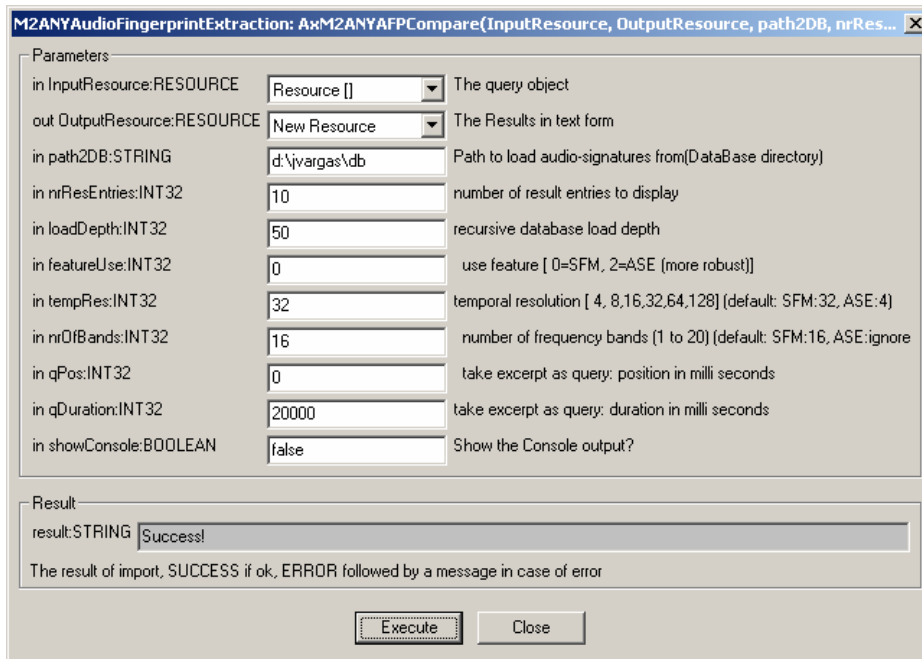 M2ANYAudioFingerprintExtraction: AxM2ANYAFPCompare(InputResource, OutputResource, path2DB, nrRes...
Parameters
in InputResource:RESOURCE Resource [] The query object
out OutputResource:RESOURCE New Resource The Results in text form
in path2DB:STRING d:\jvargas\db Path to load audio-signatures from(DataBase directory)
in nrResEntries:INT32 10 number of result entries to display
in loadDepth:INT32 50 recursive database load depth
in featureUse:INT32 0 use feature [ 0=SFM, 2=ASE (more robust)]
in tempRes:INT32 32 temporal resolution [ 4, 8,16,32,64,128] (default: SFM:32, ASE:4)
in nrOfBands:INT32 16 number of frequency bands (1 to 20) (default: SFM:16, ASE:ignore
in qPos:INT32 0 take excerpt as query: position in milli seconds
in qDuration:INT32 20000 take excerpt as query: duration in milli seconds
in showConsole:BOOLEAN false Show the Console output?
Result
result:STRING Success!
The result of import, SUCCESS if ok, ERROR followed by a message in case of error
Execute Close